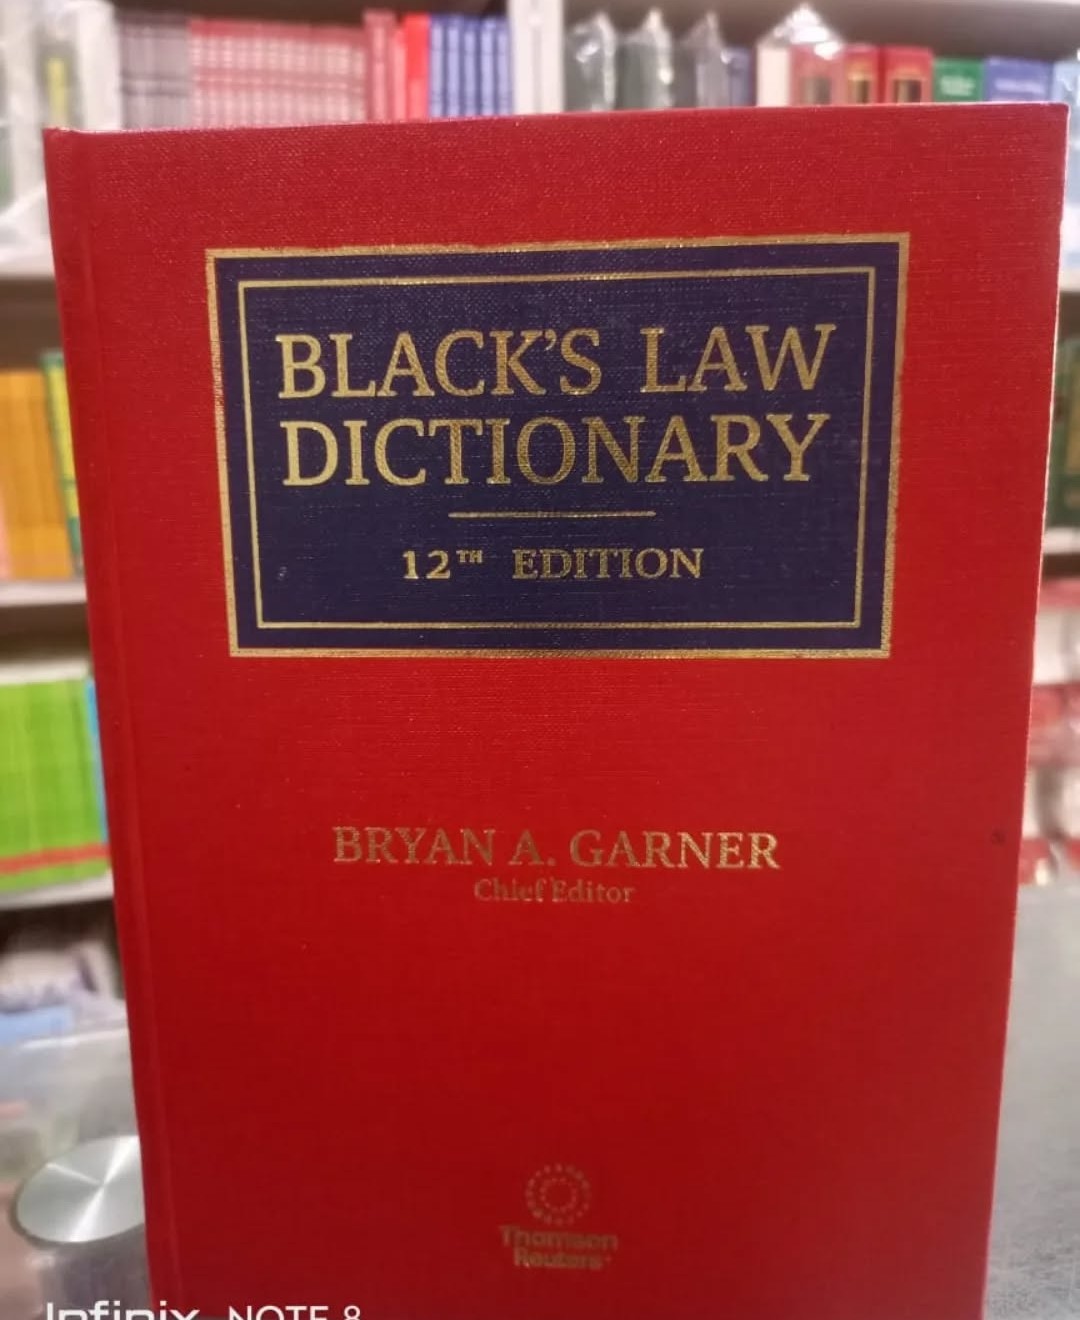 BLACK'S LAW
DICTIONARY
12TH EDITION
BRYAN A. GARNER
Chief Editor
Thomson
Reuters
Infinix NOTE 8